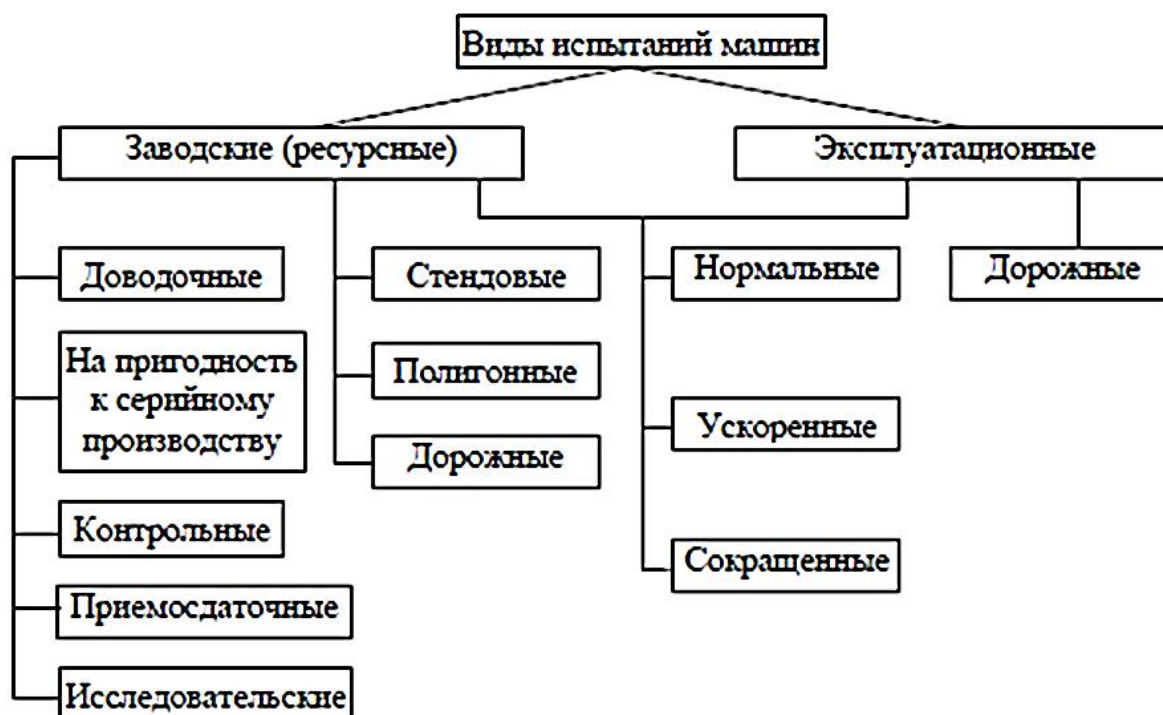 Виды испытаний машин
Заводские (ресурсные)
Эксплуатационные
Доводочные
Стендовые
Нормальные
Дорожные
На пригодность
к серийному
производству
Полигонные
Ускоренные
Дорожные
Контрольные
Сокращенные
Приемосдаточные
Исследовательские